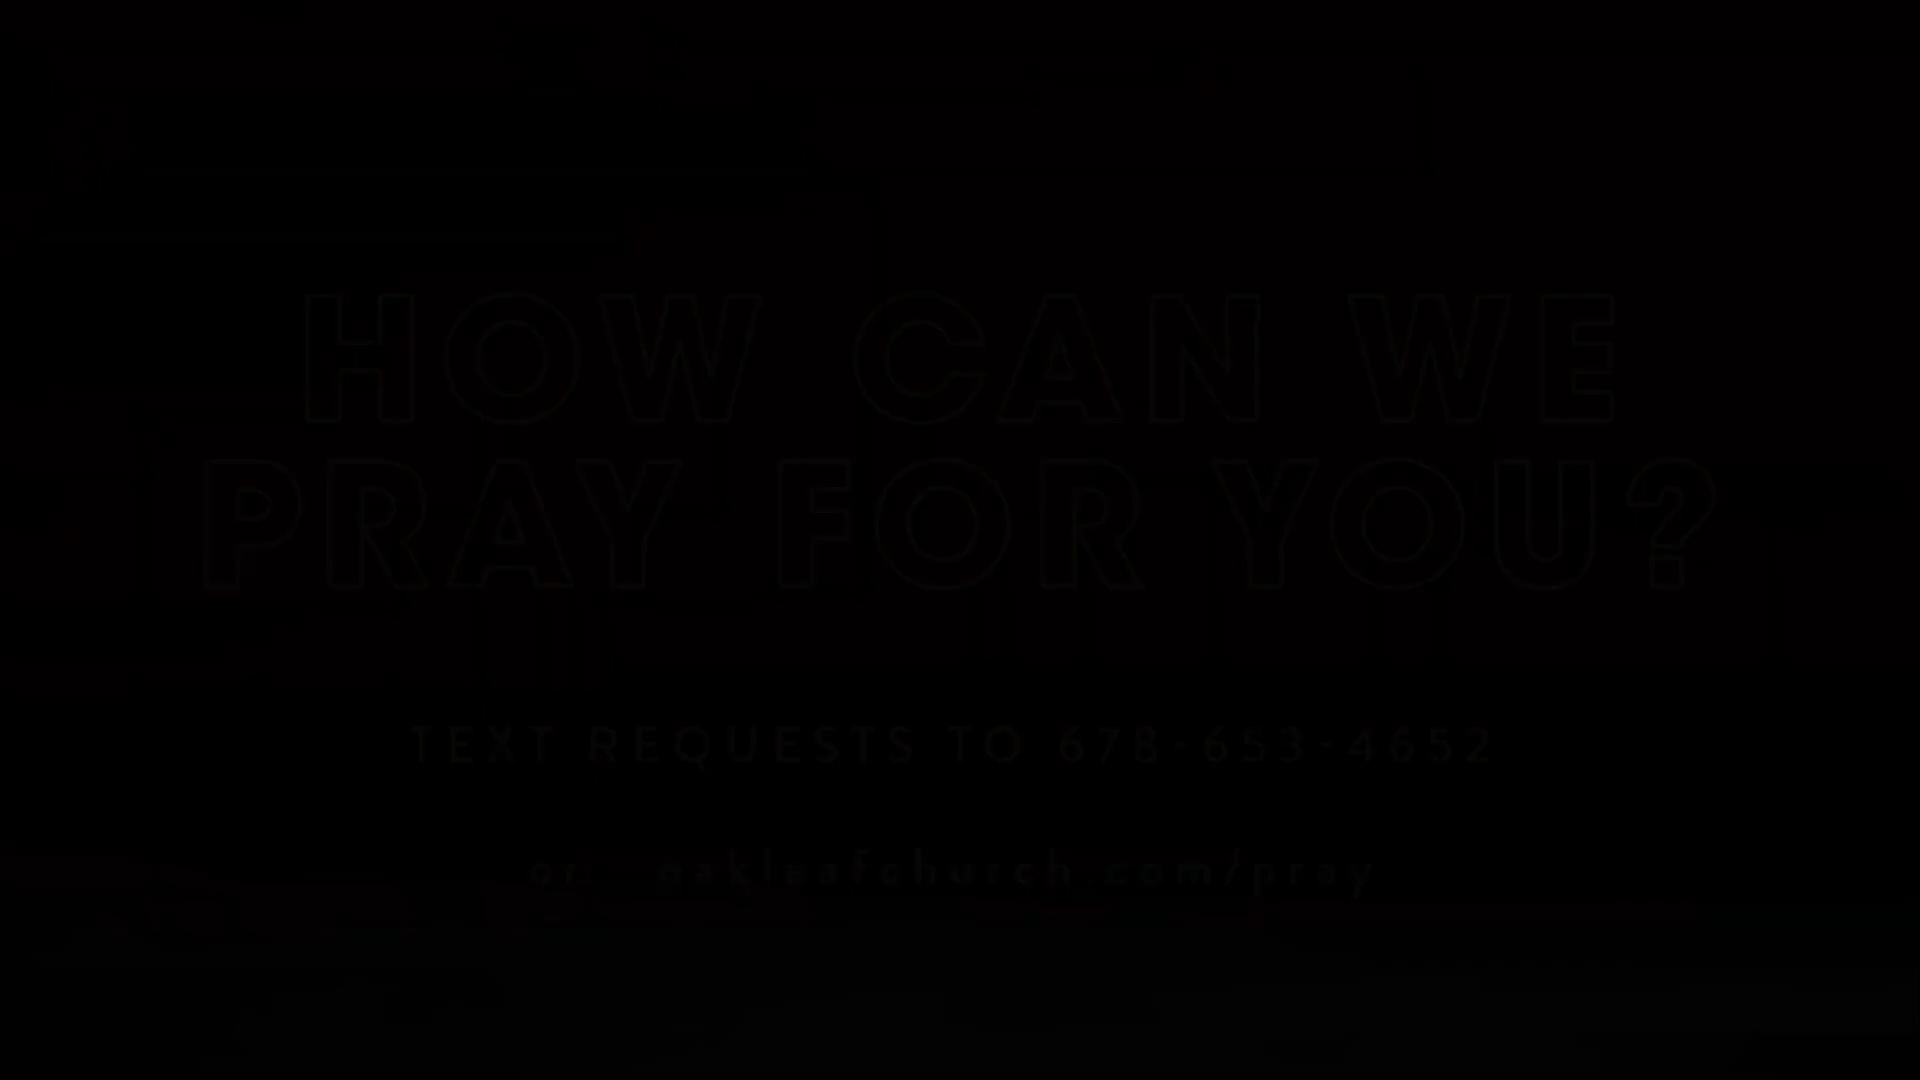 HOW CAN WE
PRAY FOR YOU?
TEXT REQUESTS TO 678-653-4652
or: oakleafchurch.com/pray